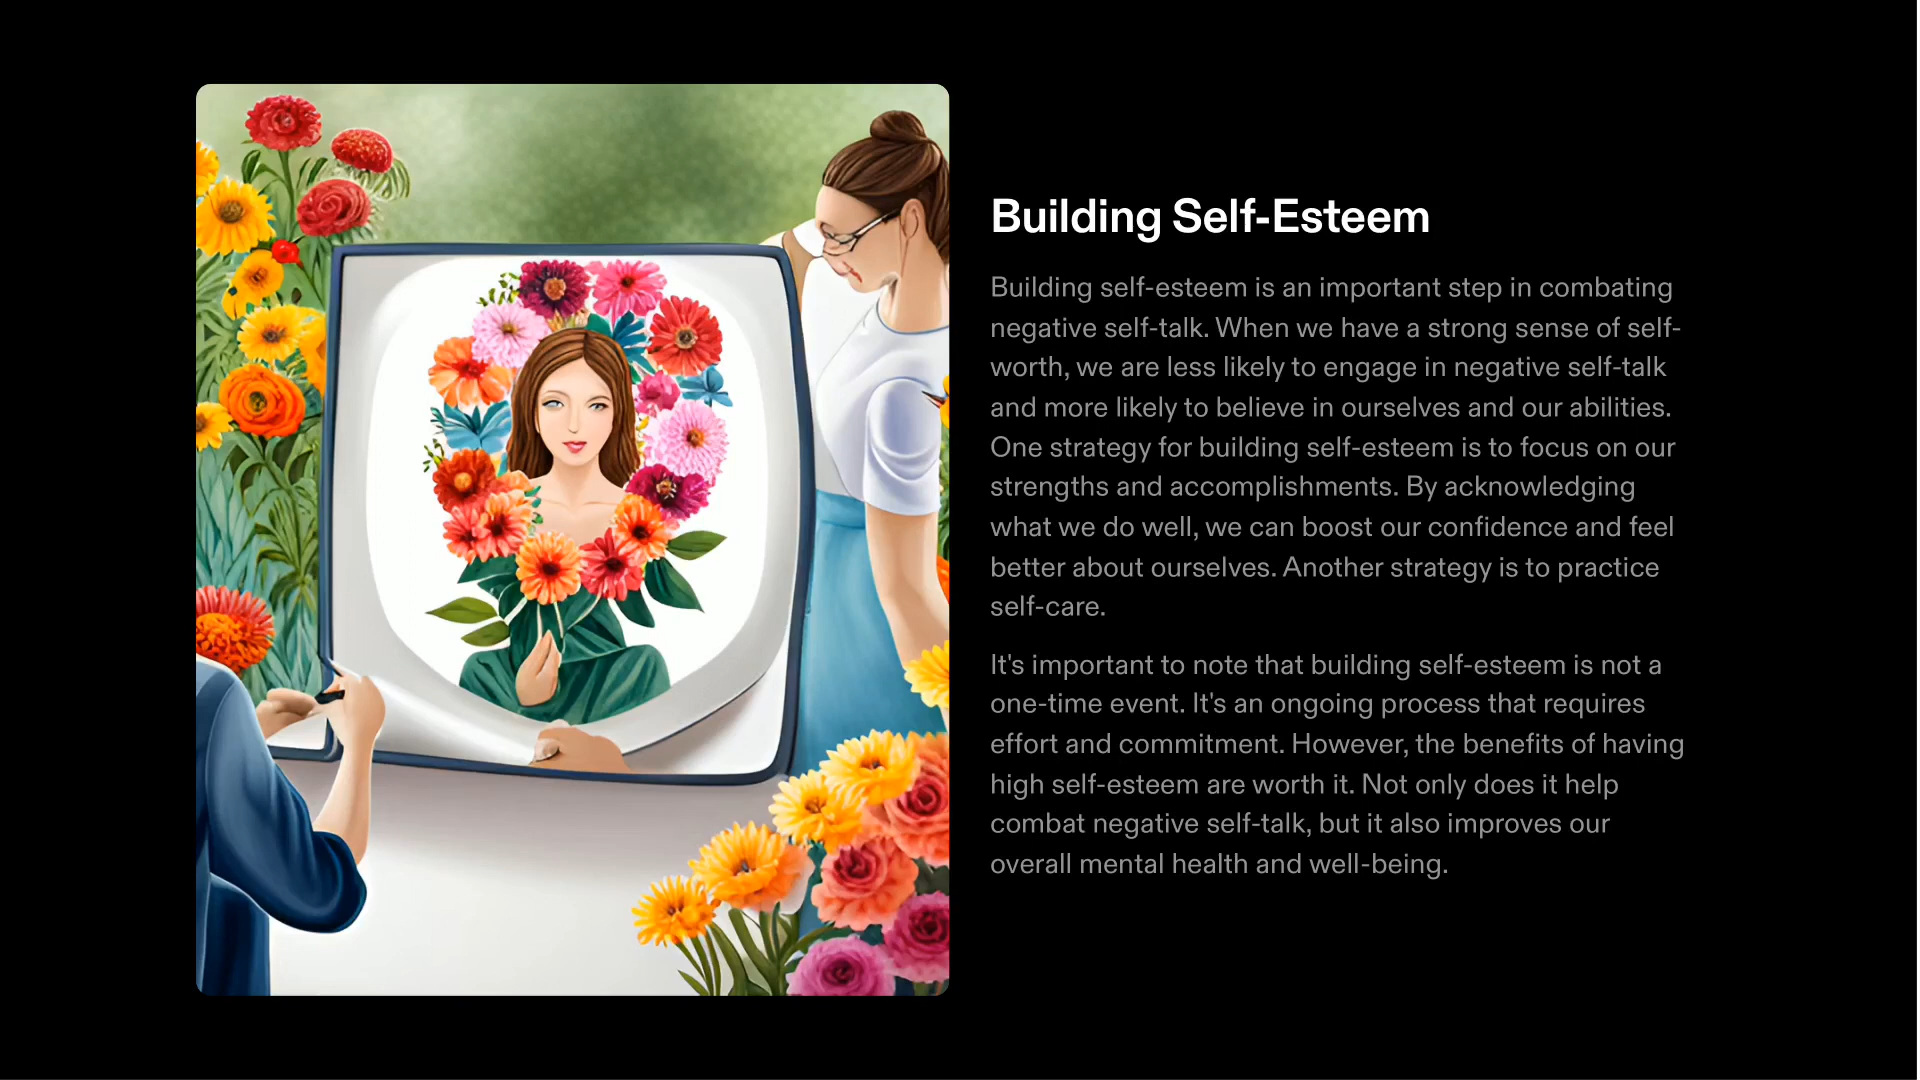 Building Self-Esteem
Building self-esteem is an important step in combating
negative self-talk. When we have a strong sense of self-
worth, we are less likely to engage in negative self-talk
and more likely to believe in ourselves and our abilities.
One strategy for building self-esteem is to focus on our
strengths and accomplishments. By acknowledging
what we do well, we can boost our confidence and feel
better about ourselves. Another strategy is to practice
self-care.
It's important to note that building self-esteem is not a
one-time event. It's an ongoing process that requires
effort and commitment. However, the benefits of having
high self-esteem are worth it. Not only does it help
combat negative self-talk, but it also improves our
overall mental health and well-being.